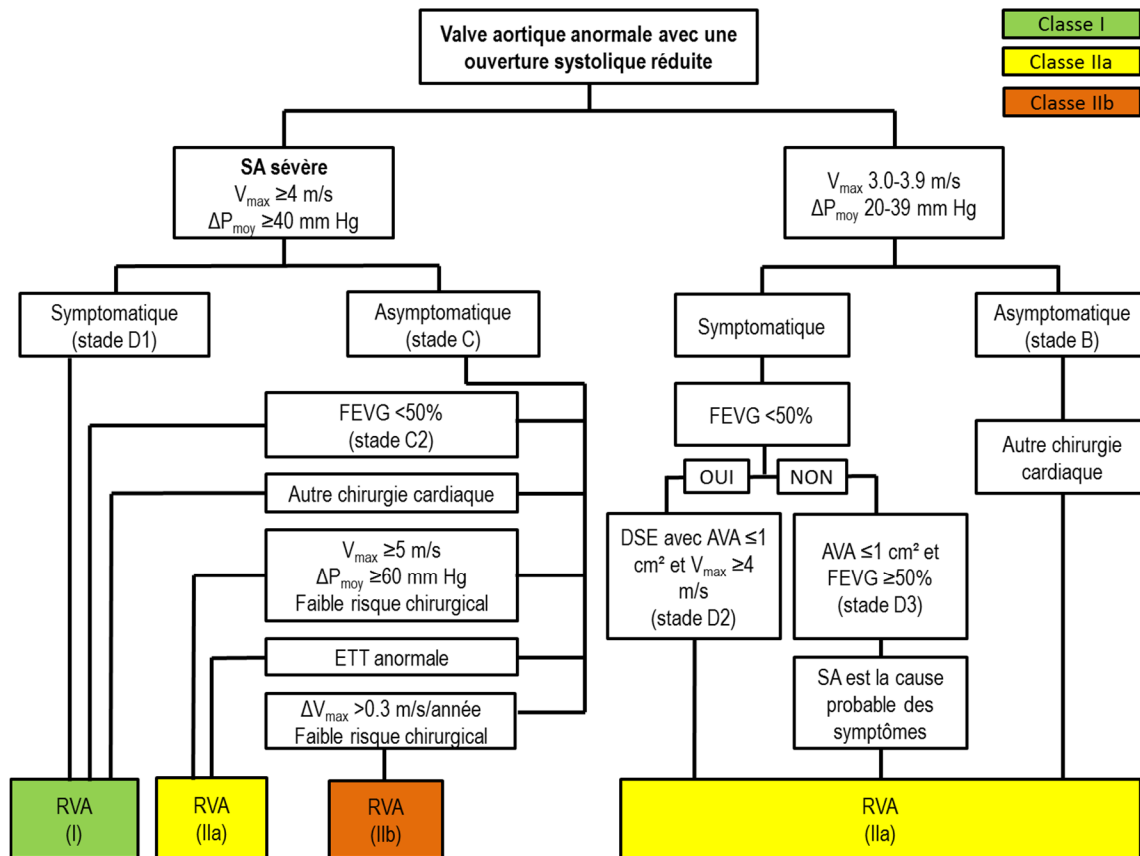 Valve aortique anormale avec une
ouverture systolique réduite
Classe I
Classe IIa
Classe IIb
SA sévère
Vmax ≥4 m/s
ΔPmoy ≥40 mm Hg
Vmax 3.0-3.9 m/s
ΔPmoy 20-39 mm Hg
Symptomatique
(stade D1)
Asymptomatique
(stade C)
Symptomatique
Asymptomatique
(stade B)
FEVG <50%
(stade C2)
Autre chirurgie cardiaque
Vmax ≥5 m/s
ΔPmoy ≥60 mm Hg
Faible risque chirurgical
ETT anormale
ΔVmax >0.3 m/s/année
Faible risque chirurgical
FEVG <50%
OUI
NON
DSE avec AVA ≤1
cm² et Vmax ≥4
m/s
(stade D2)
AVA ≤1 cm² et
FEVG ≥50%
(stade D3)
SA est la cause
probable des
symptômes
Autre chirurgie
cardiaque
RVA
(I)
RVA
(IIa)
RVA
(IIb)
RVA
(IIa)